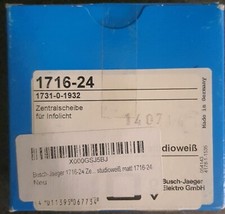 1716-24
1731-0-1932
Zentralscheibe
für Infolicht
1407
Made in Germany
studioweiß
X000GSJ5BJ
Busch-Jaeger 1716-24 Ze... studioweiß matt 1716-24
Neu
Busch-Jaeger
Elektro GmbH